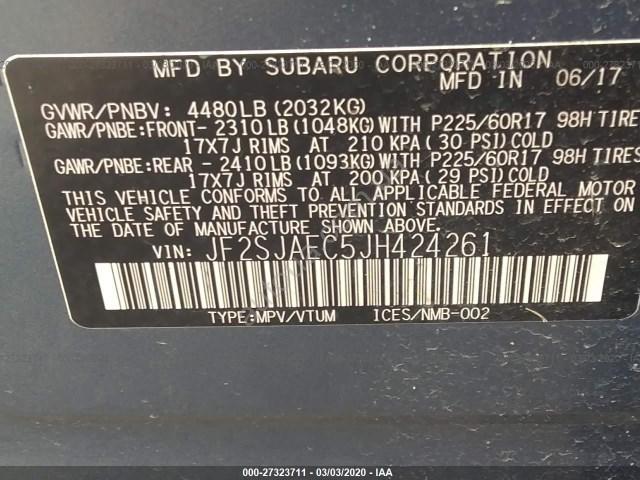 MFD BY SUBARU CORPORATION
MFD IN 06/17
GVWR/PNBV: 4480LB(2032KG)
GAWR/PNBE:FRONT- 2310LB(1048KG)WITH P225/60R17 98H TIRE
17X7J RIMS AT 210 KPA (30 PSI)COLD
GAWR/PNBE:REAR - 2410LB(1093KG)WITH P225/60R17 98H TIRES
17X7J RIMS AT 200 KPA (29 PSI)COLD
THIS VEHICLE CONFORMS TO ALL APPLICABLE FEDERAL MOTOR
VEHICLE SAFETY AND THEFT PREVENTION STANDARDS IN EFFECT ON
THE DATE OF MANUFACTURE SHOWN ABOVE.
VIN: JF2SJAEC5JH424261
TYPE:MPV/VTUM ICES/NMB-002
000-27323711 - 03/03/2020 - IAA